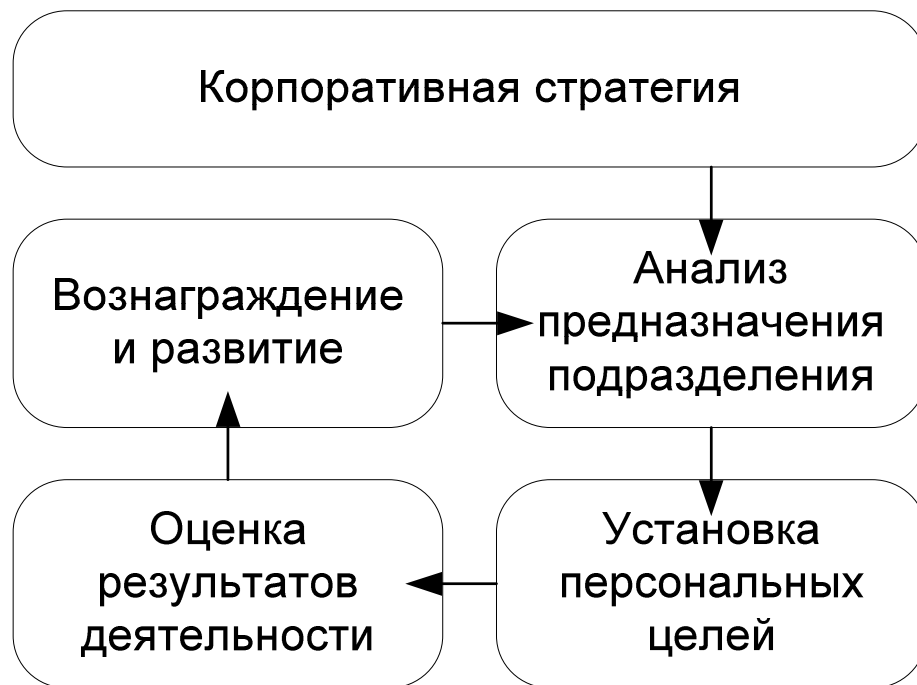 Корпоративная стратегия
Вознаграждение
и развитие
Анализ
предназначения
подразделения
Оценка
результатов
деятельности
Установка
персональных
целей